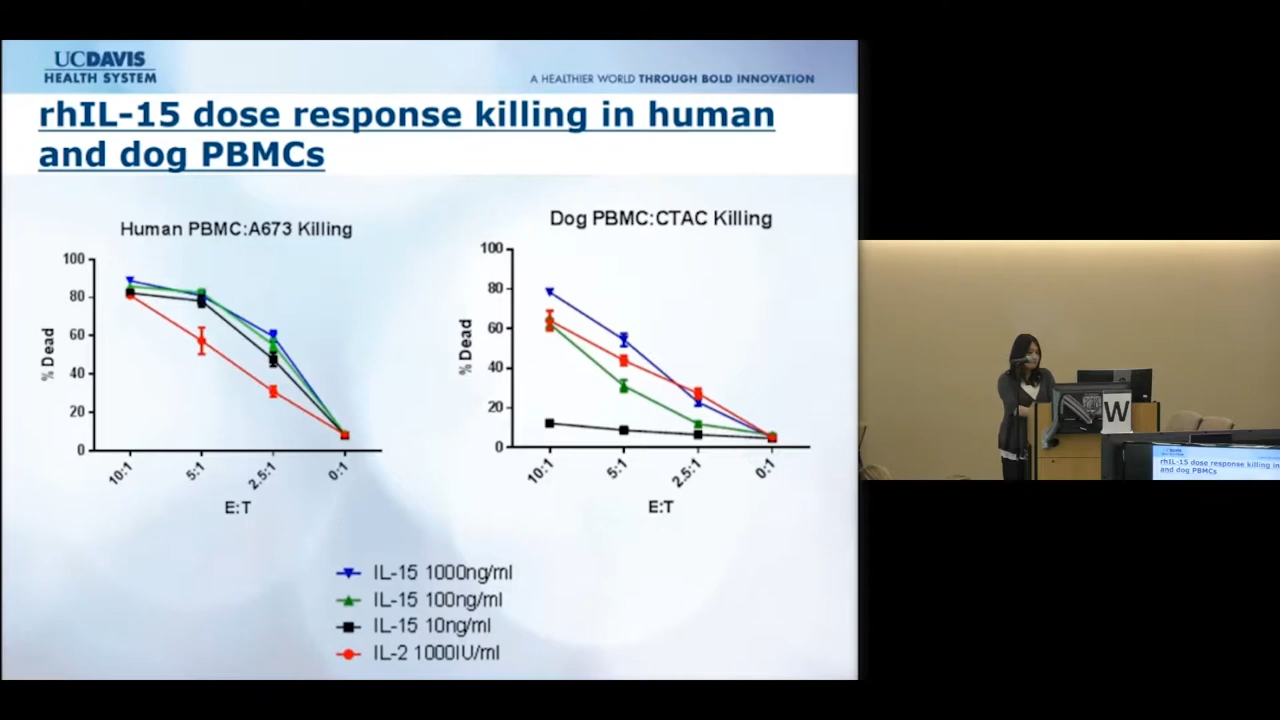 UCDAVIS
HEALTH SYSTEM
A HEALTHIER WORLD THROUGH BOLD INNOVATION
rhIL-15 dose response killing in human
and dog PBMCs
Human PBMC:A673 Killing
100
80
60
40
20
0
% Dead
10:1
5:1
2.5:1
0:1
E:T
Dog PBMC:CTAC Killing
100
80
60
40
20
0
% Dead
10:1
5:1
2.5:1
0:1
E:T
IL-15 1000ng/ml
IL-15 100ng/ml
IL-15 10ng/ml
IL-2 1000IU/ml
W
rhIL-15 dose response killing in
and dog PBMCs